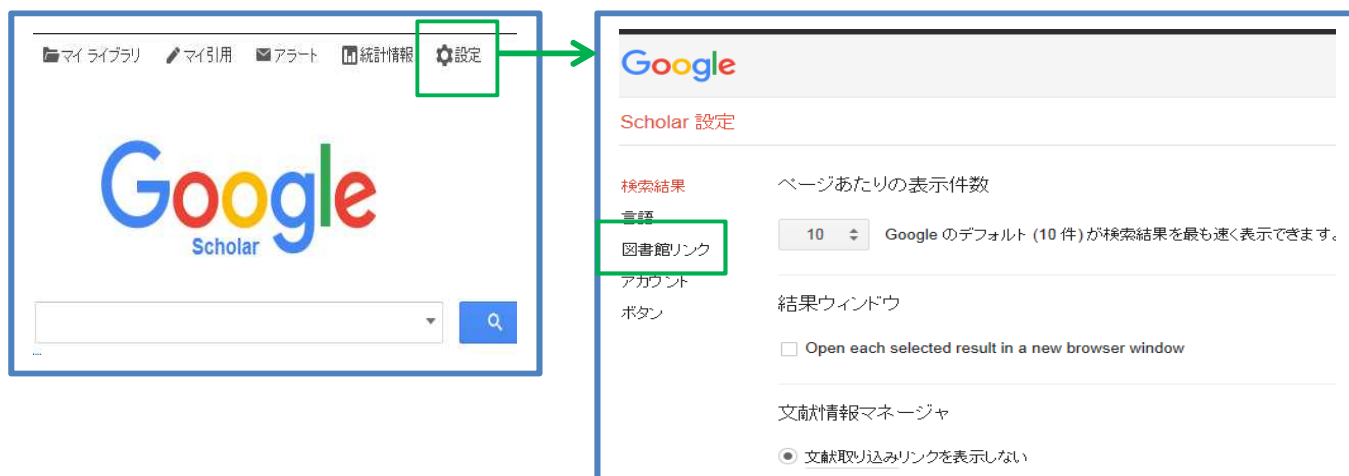 マイ ライブラリ マイ引用 アラート 統計情報 設定
Google
Scholar
Google
Scholar 設定
検索結果
言語
図書館リンク
アカウント
ボタン
ページあたりの表示件数
10 Google のデフォルト (10 件) が検索結果を最も速く表示できます。
結果ウィンドウ
Open each selected result in a new browser window
文献情報マネージャ
文献取り込みリンクを表示しない